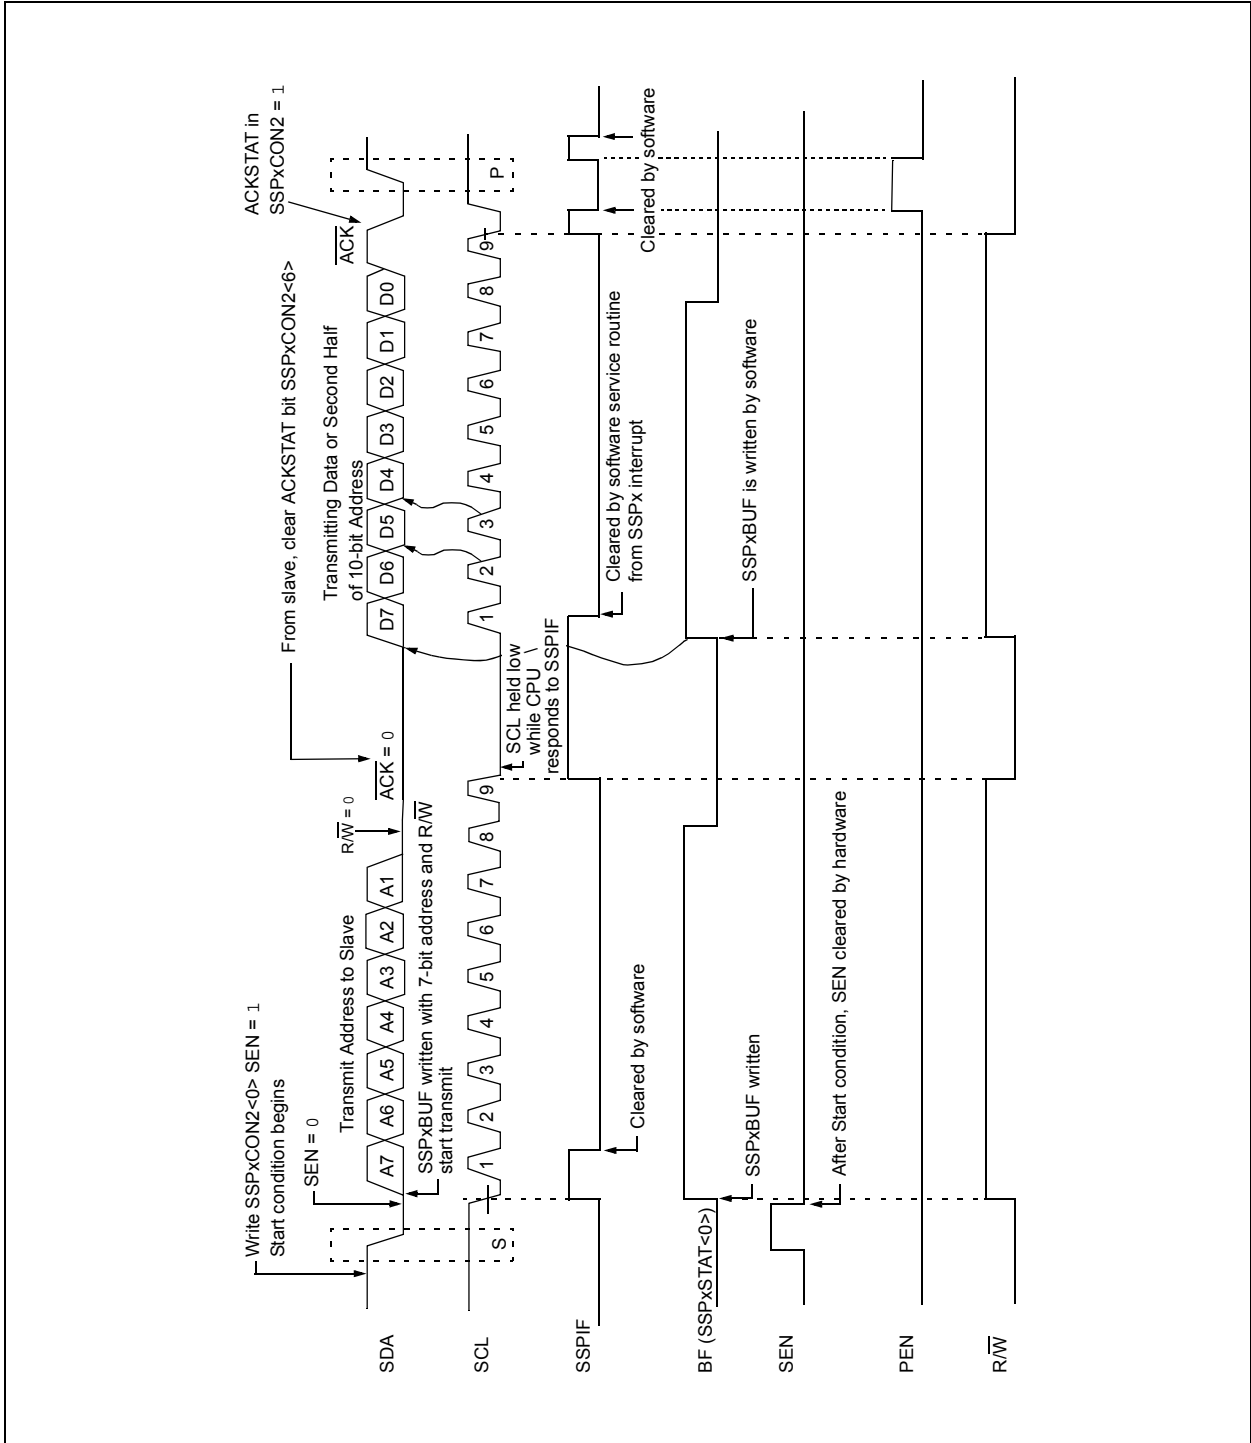 Write SSPxCON2<0> SEN = 1
Start condition begins
SEN = 0
Transmit Address to Slave
R/W = 0
ACK = 0
From slave, clear ACKSTAT bit SSPxCON2<6>
Transmitting Data or Second Half
of 10-bit Address
ACK
ACKSTAT in
SSPxCON2 = 1
SDA
A7 A6 A5 A4 A3 A2 A1
D7 D6 D5 D4 D3 D2 D1 D0
SSPxBUF written with 7-bit address and R/W
start transmit
SCL
S
1 2 3 4 5 6 7 8 9
1 2 3 4 5 6 7 8 9
P
SCL held low
while CPU
responds to SSPIF
SSPIF
Cleared by software
Cleared by software service routine
from SSPx interrupt
Cleared by software
BF (SSPxSTAT<0>)
SSPxBUF written
SSPxBUF is written by software
SEN
After Start condition, SEN cleared by hardware
PEN
R/W